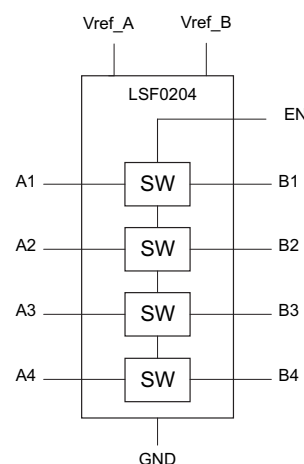 Vref_A Vref_B
LSF0204
EN
A1 SW B1
A2 SW B2
A3 SW B3
A4 SW B4
GND